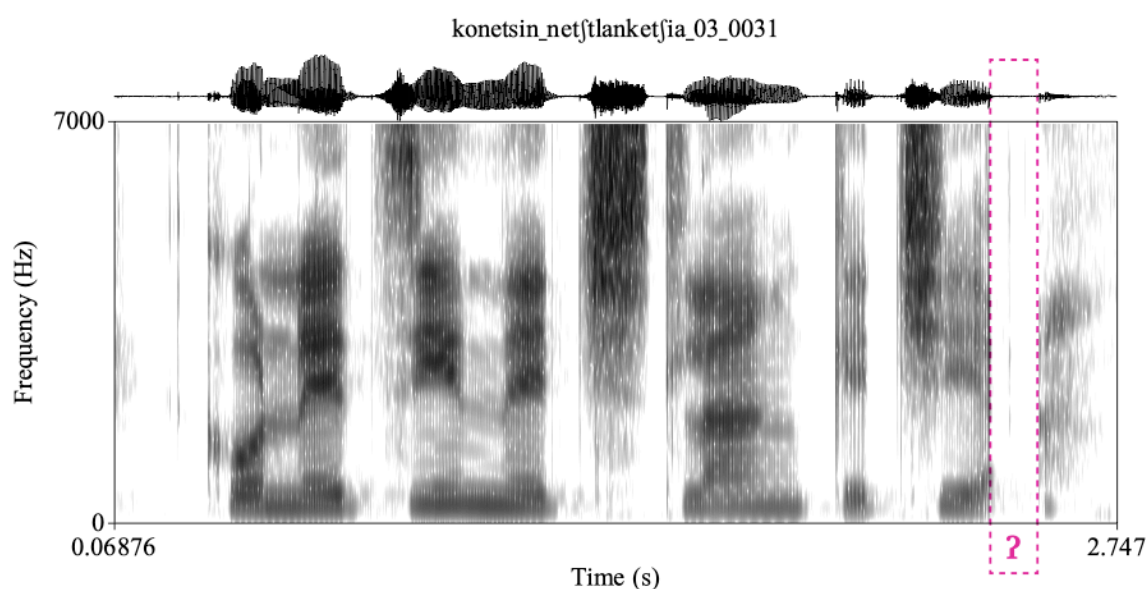 konetsin_netʃtlanketʃia_03_0031
7000
Frequency (Hz)
0
0.06876
ʔ
2.747
Time (s)